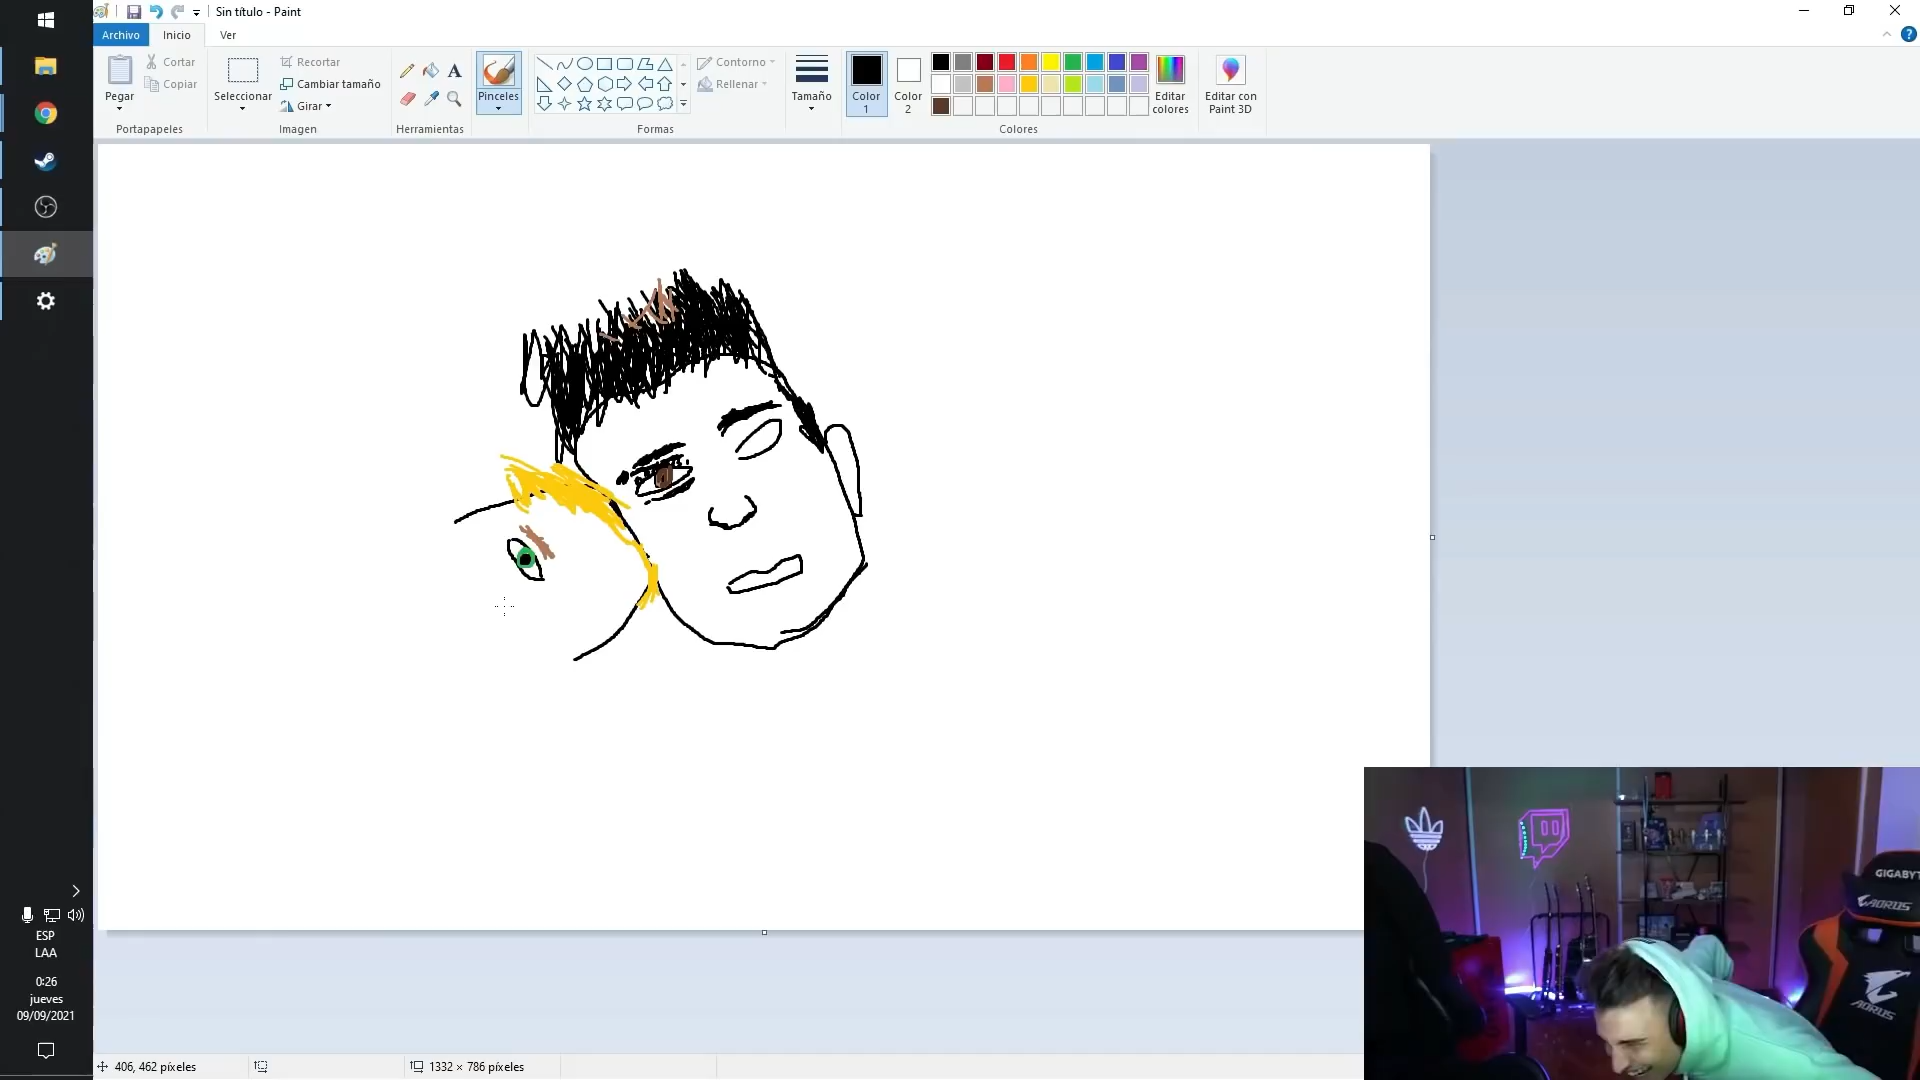 Sin título - Paint
Archivo
Inicio
Ver
Pegar
Cortar
Copiar
Portapapeles
Seleccionar
Recortar
Cambiar tamaño
Girar
Imagen
A
Herramientas
Pinceles
Contorno
Rellenar
Formas
Tamaño
Color
1
Color
2
Editar
colores
Colores
Editar con
Paint 3D
ESP
LAA
0:26
jueves
09/09/2021
406, 462 píxeles
1332 × 786 píxeles
GIGABYT
AORUS
AORUS